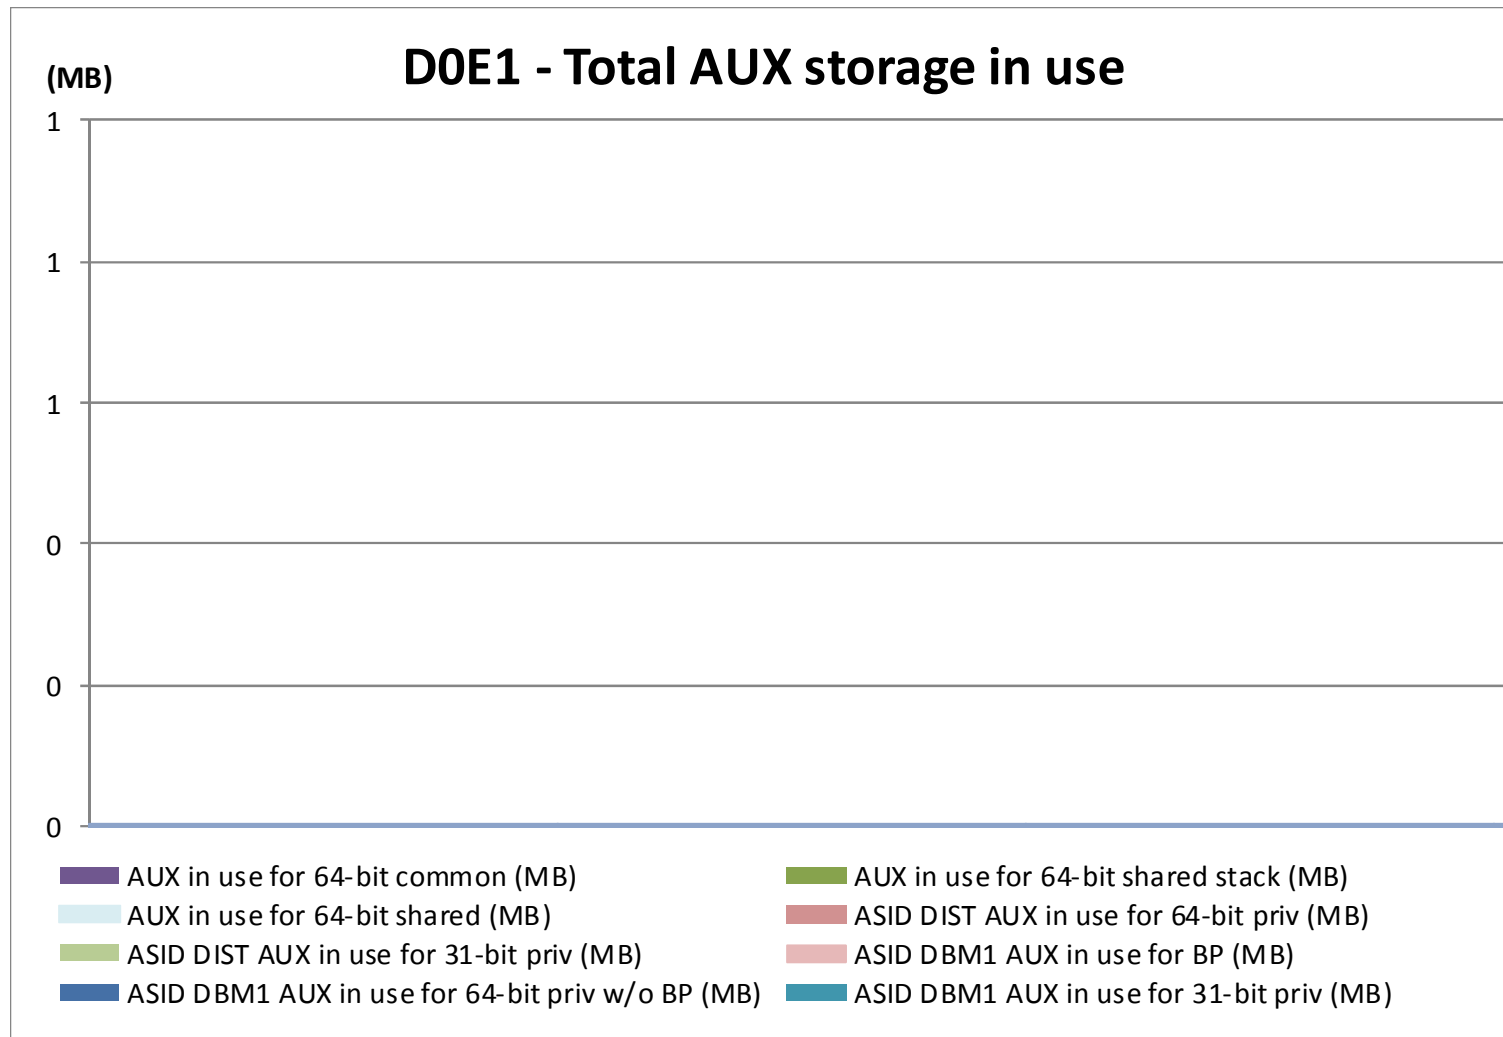 D0E1 - Total AUX storage in use
(MB)
1
1
1
0
0
0
AUX in use for 64-bit common (MB)
AUX in use for 64-bit shared stack (MB)
AUX in use for 64-bit shared (MB)
ASID DIST AUX in use for 64-bit priv (MB)
ASID DIST AUX in use for 31-bit priv (MB)
ASID DBM1 AUX in use for BP (MB)
ASID DBM1 AUX in use for 64-bit priv w/o BP (MB)
ASID DBM1 AUX in use for 31-bit priv (MB)